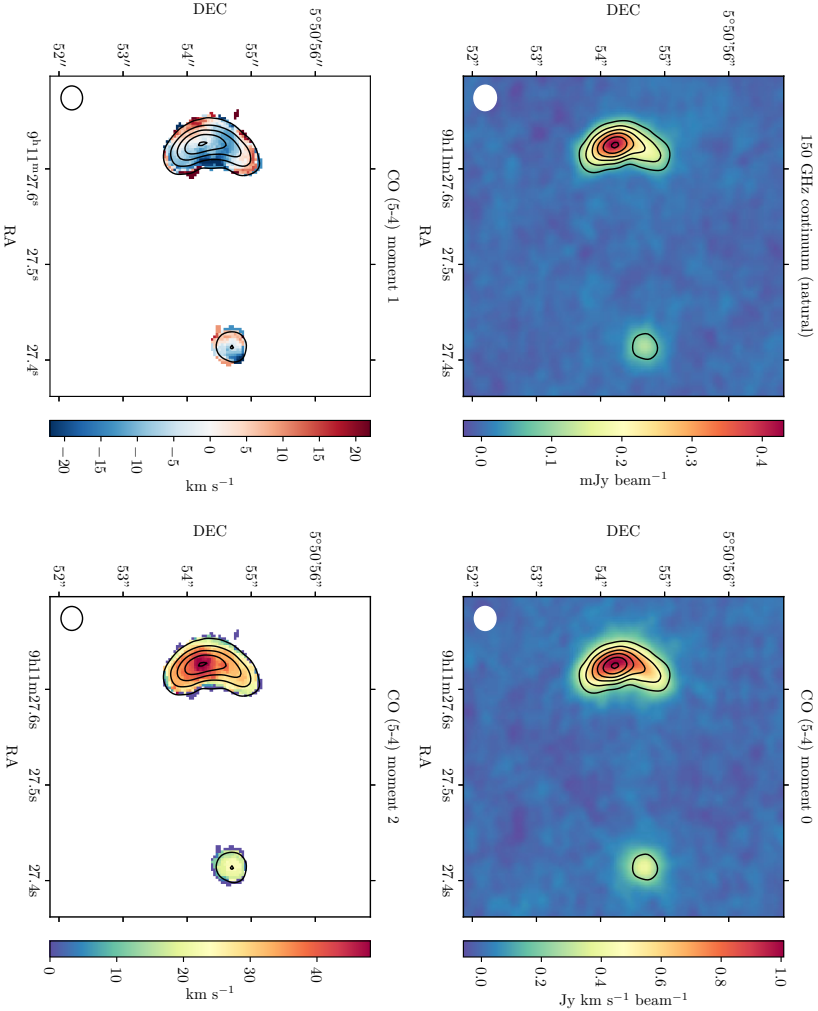 150 GHz continuum (natural)
DEC
5°50’56”
55”
54”
53”
52”
9h11m27.6s 27.5s 27.4s
RA
0.4
0.3
0.2
0.1
0.0
mJy beam⁻¹
CO (5-4) moment 0
DEC
5°50’56”
55”
54”
53”
52”
9h11m27.6s 27.5s 27.4s
RA
1.0
0.8
0.6
0.4
0.2
0.0
Jy km s⁻¹ beam⁻¹
CO (5-4) moment 1
DEC
5°50′56″
55″
54″
53″
52″
9ʰ11ᵐ27.6ˢ 27.5ˢ 27.4ˢ
RA
20
15
10
5
0
−5
−10
−15
−20
km s⁻¹
CO (5-4) moment 2
DEC
5°50’56”
55”
54”
53”
52”
9h11m27.6s 27.5s 27.4s
RA
40
30
20
10
0
km s⁻¹